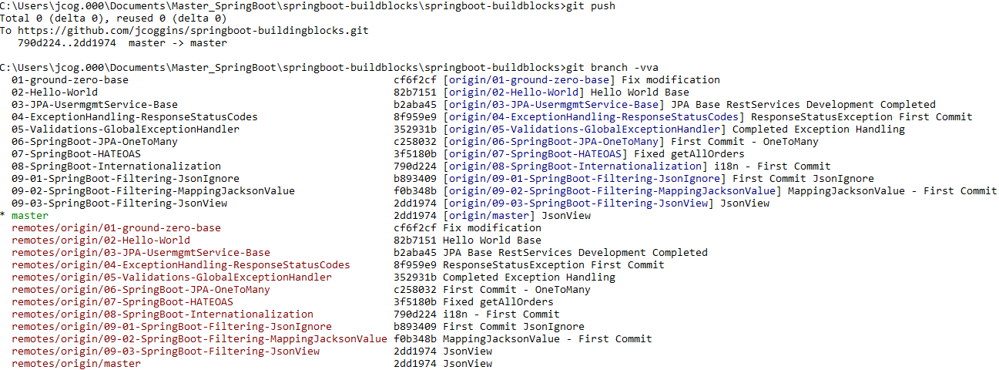 C:\Users\jcog.000\Documents\Master_SpringBoot\springboot-buildblocks\springboot-buildblocks>git push
Total 0 (delta 0), reused 0 (delta 0)
To https://github.com/jcoggins/springboot-buildingblocks.git
   790d224..2dd1974  master -> master

C:\Users\jcog.000\Documents\Master_SpringBoot\springboot-buildblocks\springboot-buildblocks>git branch -vva
  01-ground-zero-base                                           cf6f2cf [origin/01-ground-zero-base] Fix modification
  02-Hello-World                                                82b7151 [origin/02-Hello-World] Hello World Base
  03-JPA-UsermgmtService-Base                                   b2aba45 [origin/03-JPA-UsermgmtService-Base] JPA Base RestServices Development Completed
  04-ExceptionHandling-ResponseStatusCodes                      8f959e9 [origin/04-ExceptionHandling-ResponseStatusCodes] ResponseStatusException First Commit
  05-Validations-GlobalExceptionHandler                         352931b [origin/05-Validations-GlobalExceptionHandler] Completed Exception Handling
  06-SpringBoot-JPA-OneToMany                                   c258032 [origin/06-SpringBoot-JPA-OneToMany] First Commit - OneToMany
  07-SpringBoot-HATEOAS                                         3f5180b [origin/07-SpringBoot-HATEOAS] Fixed getAllOrders
  08-SpringBoot-Internationalization                            790d224 [origin/08-SpringBoot-Internationalization] i18n - First Commit
  09-01-SpringBoot-Filtering-JsonIgnore                         b893409 [origin/09-01-SpringBoot-Filtering-JsonIgnore] First Commit JsonIgnore
  09-02-SpringBoot-Filtering-MappingJacksonValue                f0b348b [origin/09-02-SpringBoot-Filtering-MappingJacksonValue] MappingJacksonValue - First Commit
  09-03-SpringBoot-Filtering-JsonView                           2dd1974 [origin/09-03-SpringBoot-Filtering-JsonView] JsonView
* master                                                        2dd1974 [origin/master] JsonView
  remotes/origin/01-ground-zero-base                            cf6f2cf Fix modification
  remotes/origin/02-Hello-World                                 82b7151 Hello World Base
  remotes/origin/03-JPA-UsermgmtService-Base                    b2aba45 JPA Base RestServices Development Completed
  remotes/origin/04-ExceptionHandling-ResponseStatusCodes       8f959e9 ResponseStatusException First Commit
  remotes/origin/05-Validations-GlobalExceptionHandler          352931b Completed Exception Handling
  remotes/origin/06-SpringBoot-JPA-OneToMany                    c258032 First Commit - OneToMany
  remotes/origin/07-SpringBoot-HATEOAS                          3f5180b Fixed getAllOrders
  remotes/origin/08-SpringBoot-Internationalization             790d224 i18n - First Commit
  remotes/origin/09-01-SpringBoot-Filtering-JsonIgnore          b893409 First Commit JsonIgnore
  remotes/origin/09-02-SpringBoot-Filtering-MappingJacksonValue f0b348b MappingJacksonValue - First Commit
  remotes/origin/09-03-SpringBoot-Filtering-JsonView            2dd1974 JsonView
  remotes/origin/master                                         2dd1974 JsonView